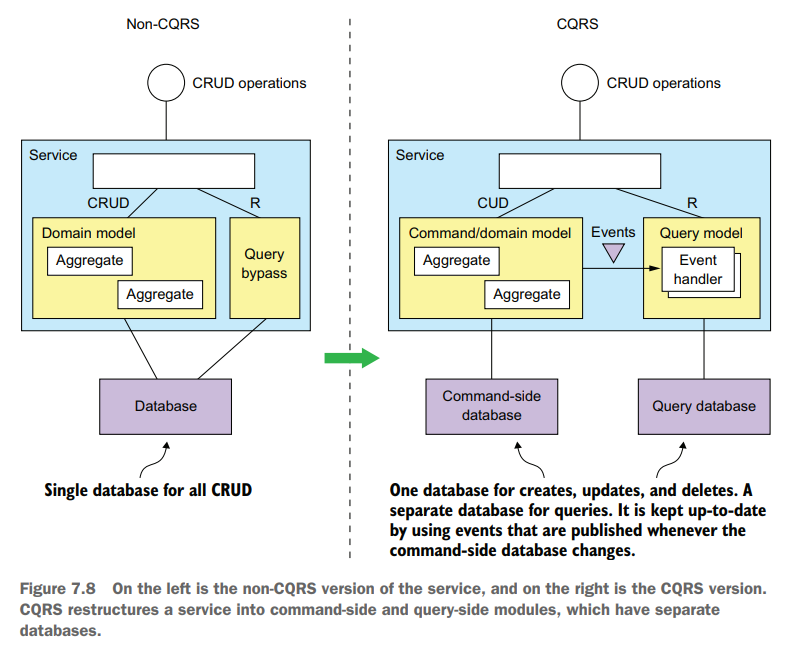 Non-CQRS
CRUD operations
Service
CRUD
R
Domain model
Aggregate
Aggregate
Query
bypass
Database
Single database for all CRUD
CQRS
CRUD operations
Service
CUD
R
Command/domain model
Aggregate
Aggregate
Events
Query model
Event
handler
Command-side
database
Query database
One database for creates, updates, and deletes. A
separate database for queries. It is kept up-to-date
by using events that are published whenever the
command-side database changes.
Figure 7.8 On the left is the non-CQRS version of the service, and on the right is the CQRS version.
CQRS restructures a service into command-side and query-side modules, which have separate
databases.